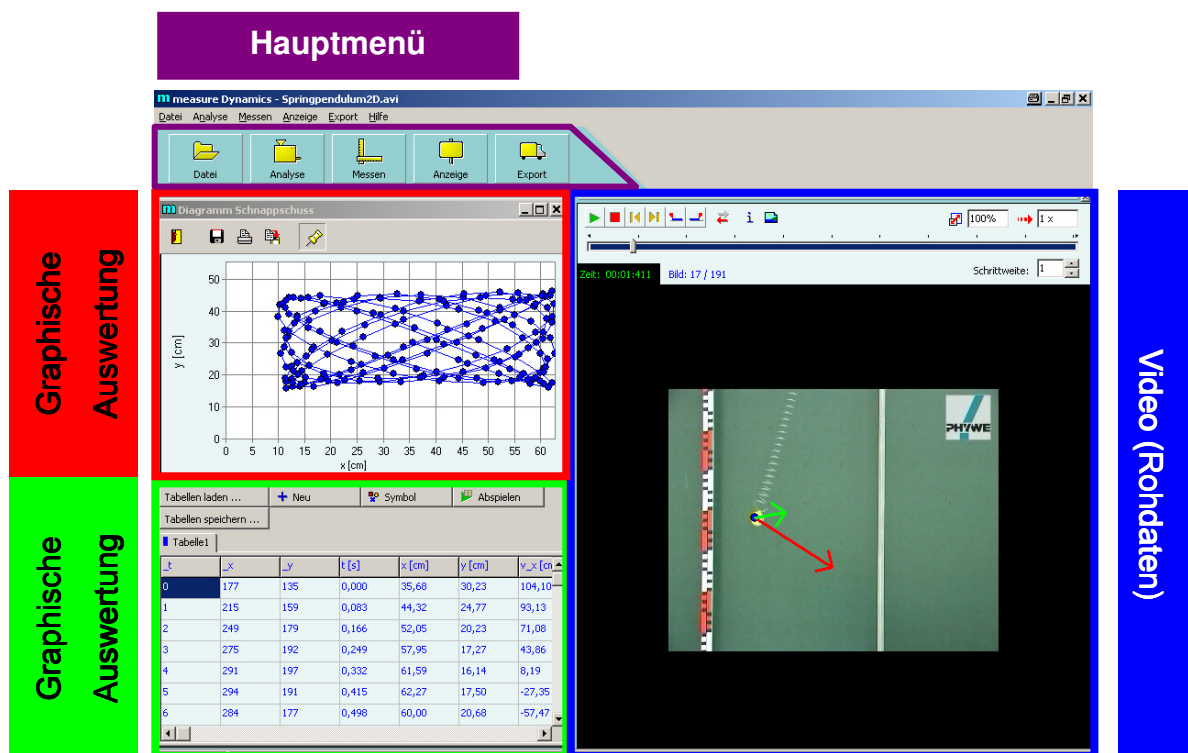 Hauptmenü
measure Dynamics - Springpendulum2D.avi
Datei Analyse Messen Anzeige Export Hilfe
Datei Analyse Messen Anzeige Export
Graphische
Auswertung
Diagramm Schnappschuss
y [cm]
50
40
30
20
10
0
0 5 10 15 20 25 30 35 40 45 50 55 60
x [cm]
100% 1 x
Zeit: 00:01:411 Bild: 17 / 191 Schrittweite: 1
PHYWE
Video (Rohdaten)
Graphische
Auswertung
Tabellen laden ... Neu Symbol Abspielen
Tabellen speichern ...
Tabelle1
_t _x _y t [s] x [cm] y [cm] v_x [cm
0 177 135 0,000 35,68 30,23 104,10
1 215 159 0,083 44,32 24,77 93,13
2 249 179 0,166 52,05 20,23 71,08
3 275 192 0,249 57,95 17,27 43,86
4 291 197 0,332 61,59 16,14 8,19
5 294 191 0,415 62,27 17,50 -27,35
6 284 177 0,498 60,00 20,68 -57,47